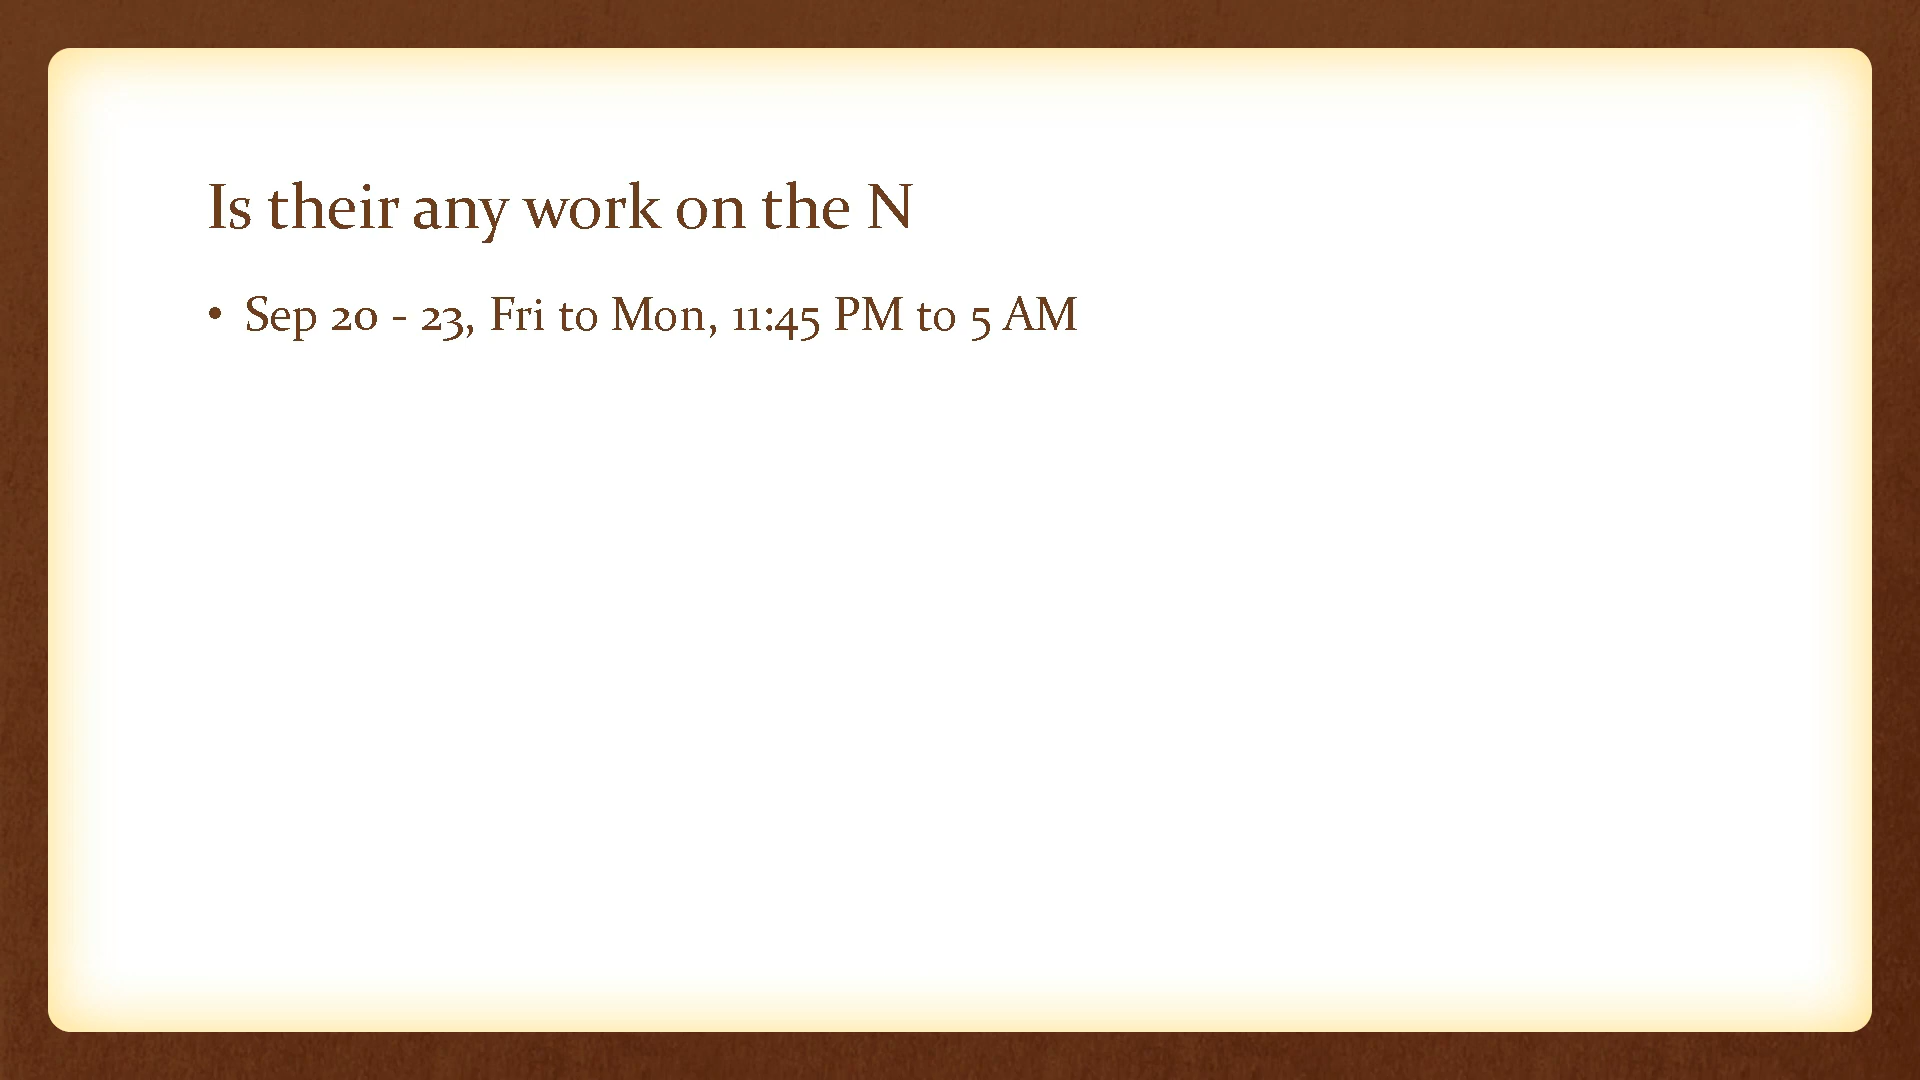 Is their any work on the N
• Sep 20 - 23, Fri to Mon, 11:45 PM to 5 AM